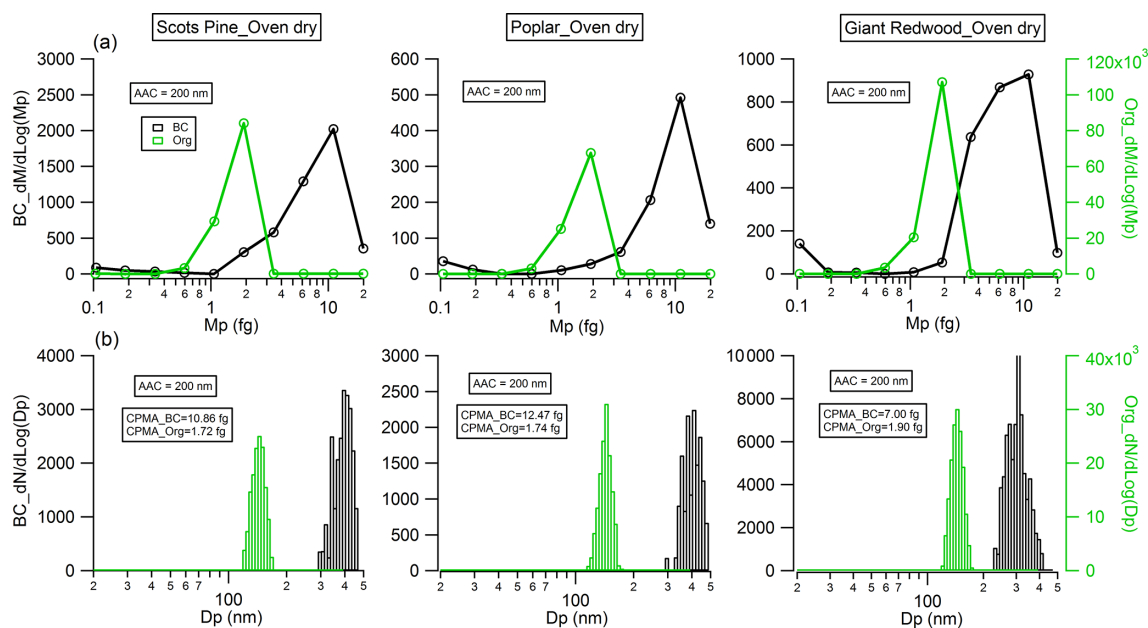 Scots Pine_Oven dry
Poplar_Oven dry
Giant Redwood_Oven dry
(a)
BC_dM/dLog(Mp)
3000
2500
2000
1500
1000
500
0
AAC = 200 nm
BC
Org
0.1 2 4 6 8 1 2 4 6 8 10 2
Mp (fg)
600
500
400
300
200
100
0
AAC = 200 nm
0.1 2 4 6 8 1 2 4 6 8 10 2
Mp (fg)
1000
800
600
400
200
0
AAC = 200 nm
0.1 2 4 6 8 1 2 4 6 8 10 2
Mp (fg)
120x10³
100
80
60
40
20
0
Org_dM/dLog(Mp)
(b)
BC_dN/dLog(Dp)
4000
3000
2000
1000
0
AAC = 200 nm
CPMA_BC=10.86 fg
CPMA_Org=1.72 fg
2 3 4 5 6 7 100 2 3 4 5
Dp (nm)
3000
2500
2000
1500
1000
500
0
AAC = 200 nm
CPMA_BC=12.47 fg
CPMA_Org=1.74 fg
2 3 4 5 6 7 100 2 3 4 5
Dp (nm)
10 000
8000
6000
4000
2000
0
AAC = 200 nm
CPMA_BC=7.00 fg
CPMA_Org=1.90 fg
2 3 4 5 6 7 100 2 3 4 5
Dp (nm)
40x10³
30
20
10
0
Org_dN/dLog(Dp)